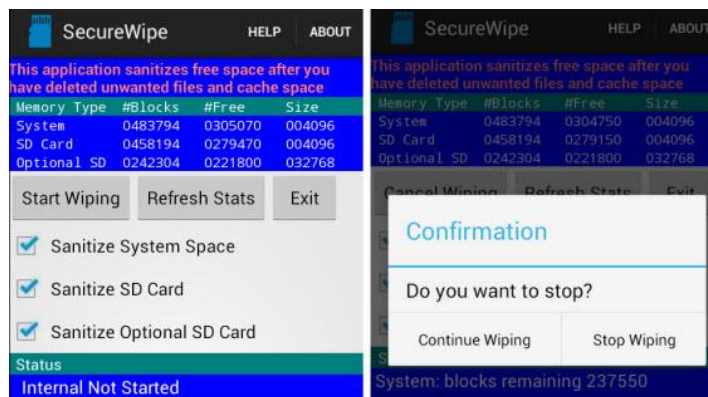 SecureWipe HELP ABOUT
This application sanitizes free space after you
have deleted unwanted files and cache space
Memory Type #Blocks #Free Size
System 0483794 0305070 004096
SD Card 0458194 0279470 004096
Optional SD 0242304 0221800 032768
Start Wiping Refresh Stats Exit
Sanitize System Space
Sanitize SD Card
Sanitize Optional SD Card
Status
Internal Not Started
SecureWipe HELP ABOUT
This application sanitizes free space after you
have deleted unwanted files and cache space
Memory Type #Blocks #Free Size
System 0483794 0304750 004096
SD Card 0458194 0279150 004096
Optional SD 0242304 0221800 032768
Cancel Wiping Refresh Stats Exit
Confirmation
Do you want to stop?
Continue Wiping Stop Wiping
System: blocks remaining 237550